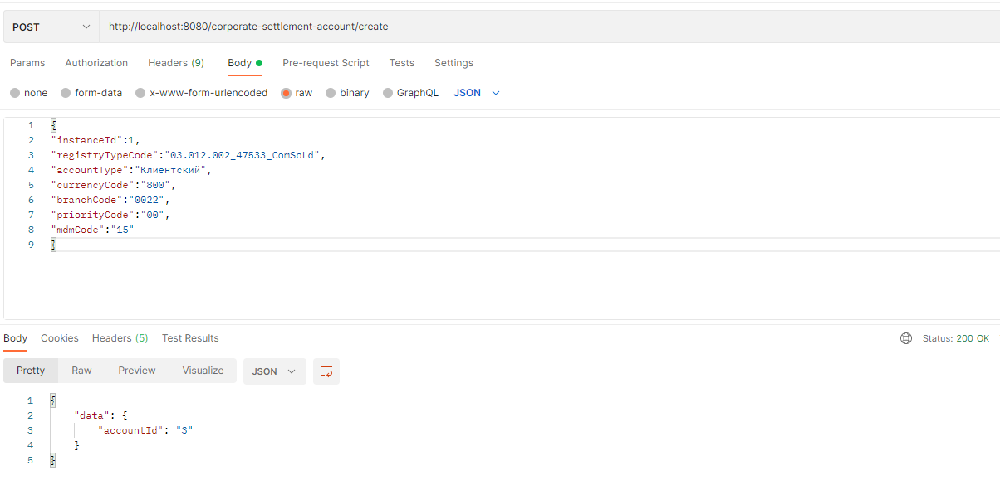 POST http://localhost:8080/corporate-settlement-account/create
Params Authorization Headers (9) Body Pre-request Script Tests Settings
none form-data x-www-form-urlencoded raw binary GraphQL JSON
1 {
2 "instanceId":1,
3 "registryTypeCode":"03.012.002_47533_ComSoLd",
4 "accountType":"Клиентский",
5 "currencyCode":"800",
6 "branchCode":"0022",
7 "priorityCode":"00",
8 "mdmCode":"15"
9 }
Body Cookies Headers (5) Test Results Status: 200 OK
Pretty Raw Preview Visualize JSON
1 {
2 "data": {
3 "accountId": "3"
4 }
5 }